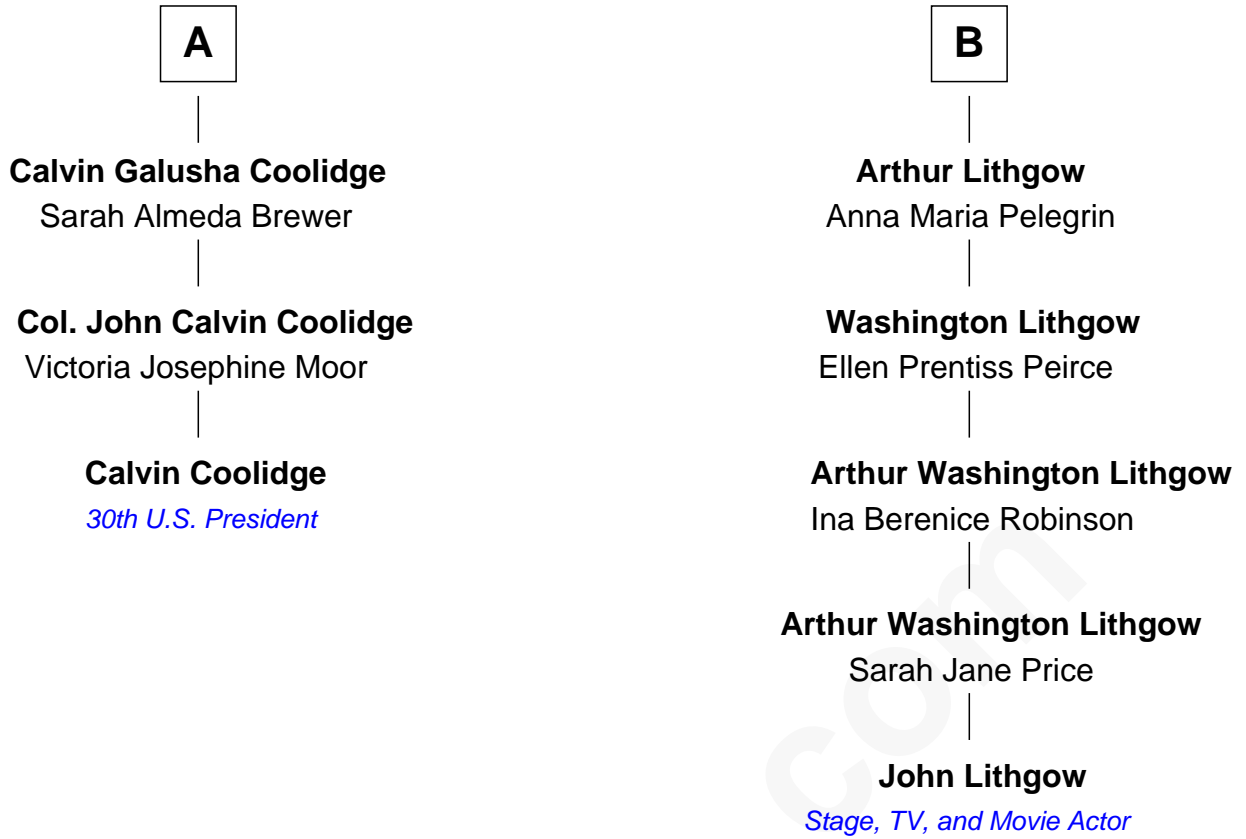 A
Calvin Galusha Coolidge
Sarah Almeda Brewer
Col. John Calvin Coolidge
Victoria Josephine Moor
Calvin Coolidge
30th U.S. President
B
Arthur Lithgow
Anna Maria Pelegrin
Washington Lithgow
Ellen Prentiss Peirce
Arthur Washington Lithgow
Ina Berenice Robinson
Arthur Washington Lithgow
Sarah Jane Price
John Lithgow
Stage, TV, and Movie Actor
com